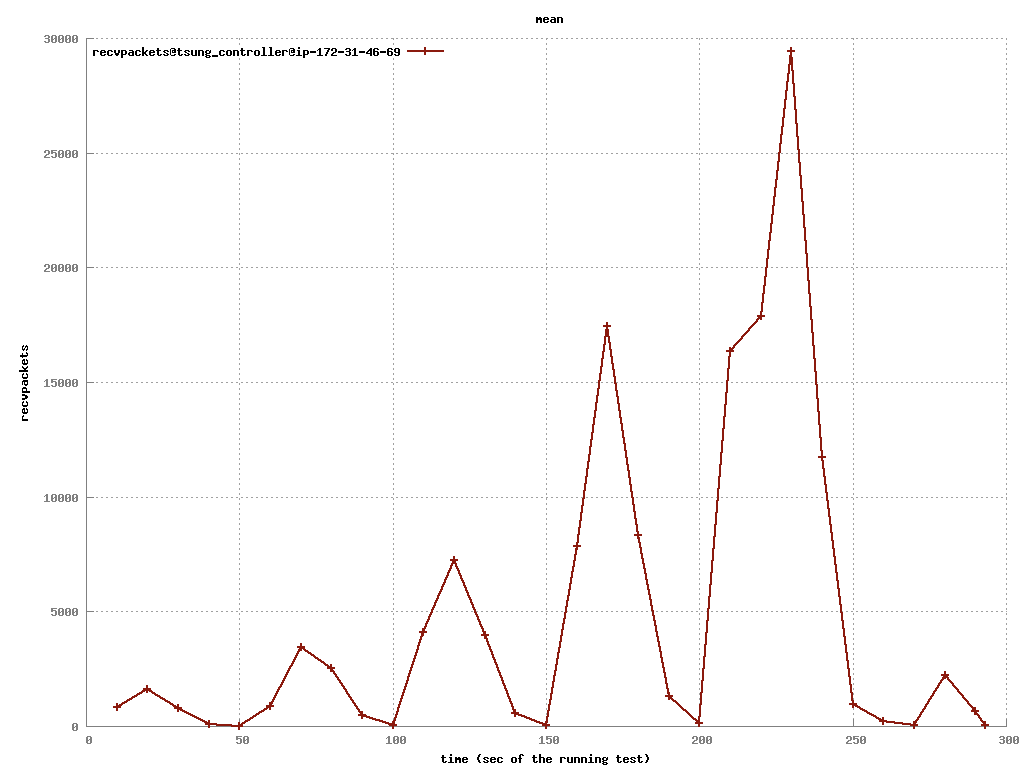 mean
30000
recvpackets@tsung_controller@ip-172-31-46-69
25000
20000
15000
10000
5000
0
recvpackets
0 50 100 150 200 250 300
time (sec of the running test)